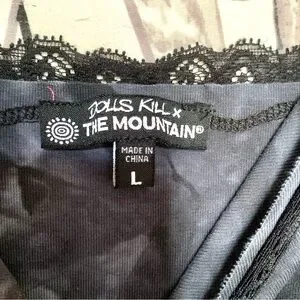 DOLLS KILL x
THE MOUNTAIN®
MADE IN
CHINA
L